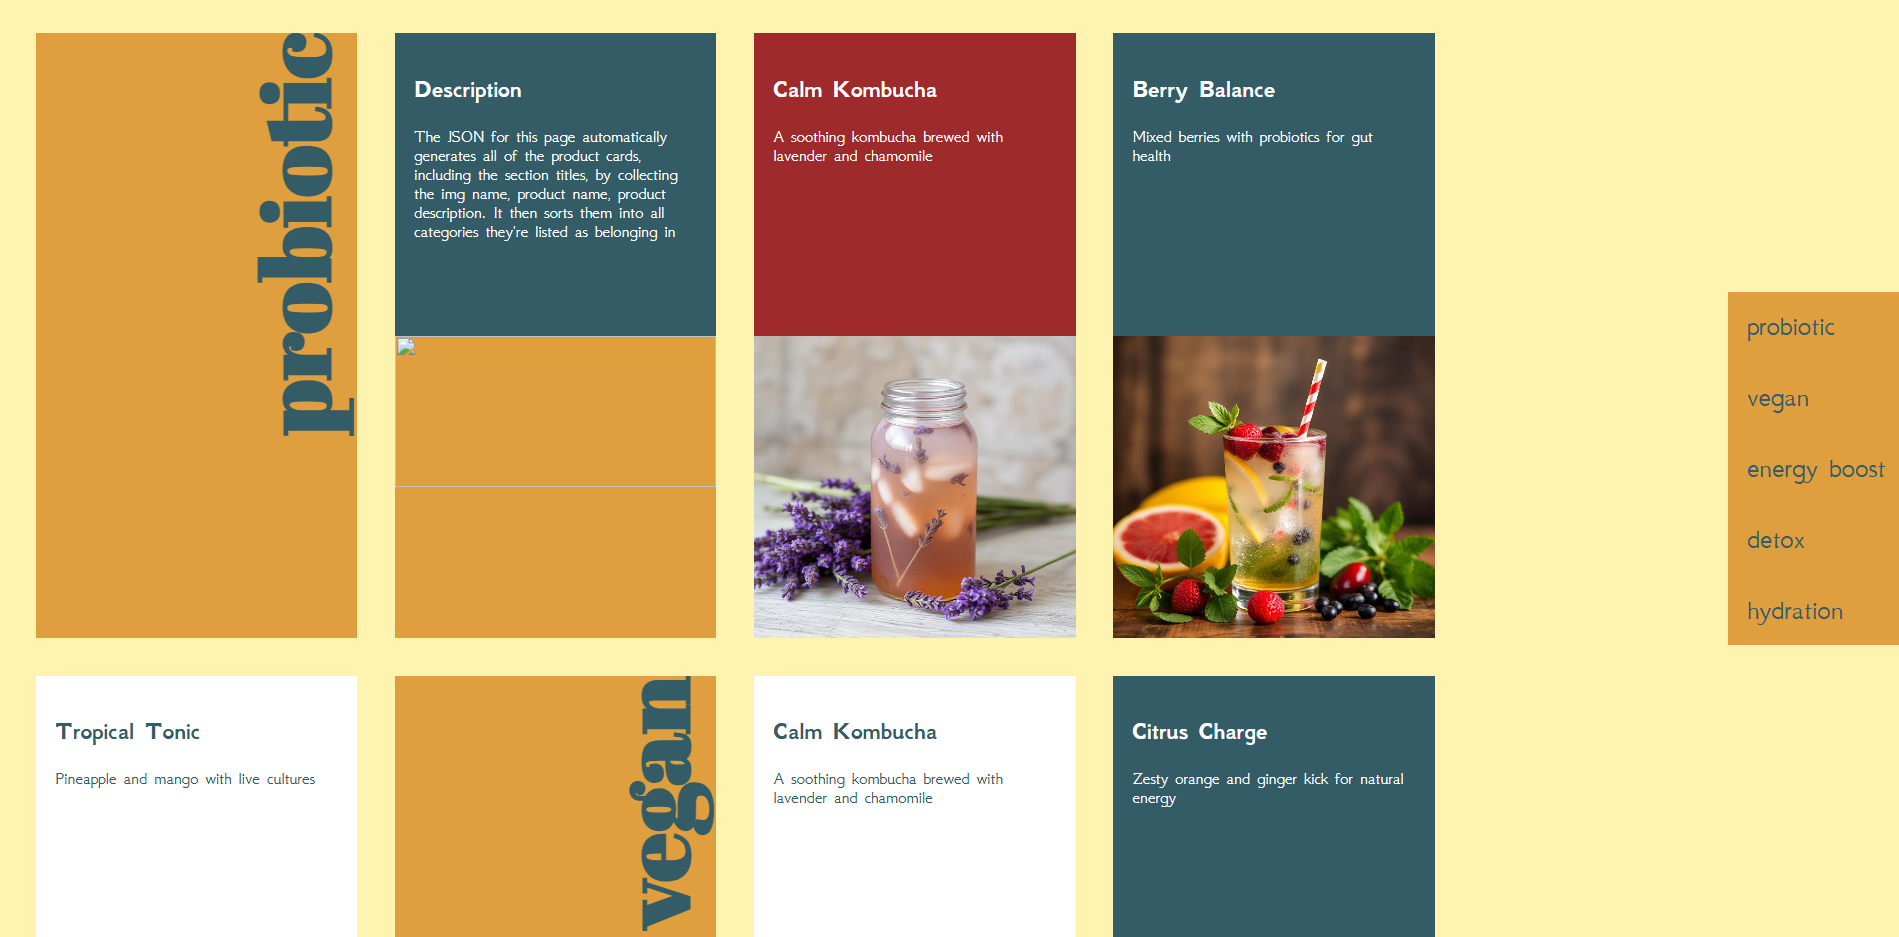 probiotic
Description
The JSON for this page automatically
generates all of the product cards,
including the section titles, by collecting
the img name, product name, product
description. It then sorts them into all
categories they're listed as belonging in
Calm Kombucha
A soothing kombucha brewed with
lavender and chamomile
Berry Balance
Mixed berries with probiotics for gut
health
Tropical Tonic
Pineapple and mango with live cultures
vegan
Calm Kombucha
A soothing kombucha brewed with
lavender and chamomile
Citrus Charge
Zesty orange and ginger kick for natural
energy
probiotic
vegan
energy boost
detox
hydration